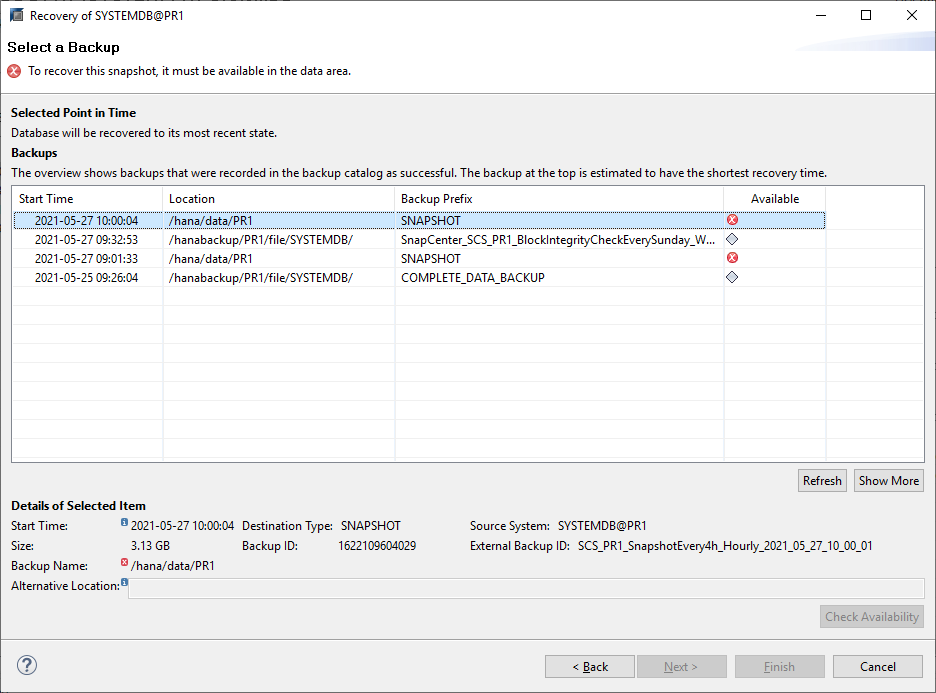 Recovery of SYSTEMDB@PR1
Select a Backup
To recover this snapshot, it must be available in the data area.
Selected Point in Time
Database will be recovered to its most recent state.
Backups
The overview shows backups that were recorded in the backup catalog as successful. The backup at the top is estimated to have the shortest recovery time.
Start Time Location Backup Prefix Available
2021-05-27 10:00:04 /hana/data/PR1 SNAPSHOT
2021-05-27 09:32:53 /hanabackup/PR1/file/SYSTEMDB/ SnapCenter_SCS_PR1_BlockIntegrityCheckEverySunday_W...
2021-05-27 09:01:33 /hana/data/PR1 SNAPSHOT
2021-05-25 09:26:04 /hanabackup/PR1/file/SYSTEMDB/ COMPLETE_DATA_BACKUP
Refresh Show More
Details of Selected Item
Start Time: 2021-05-27 10:00:04 Destination Type: SNAPSHOT Source System: SYSTEMDB@PR1
Size: 3.13 GB Backup ID: 1622109604029 External Backup ID: SCS_PR1_SnapshotEvery4h_Hourly_2021_05_27_10_00_01
Backup Name: /hana/data/PR1
Alternative Location:
Check Availability
? < Back Next > Finish Cancel